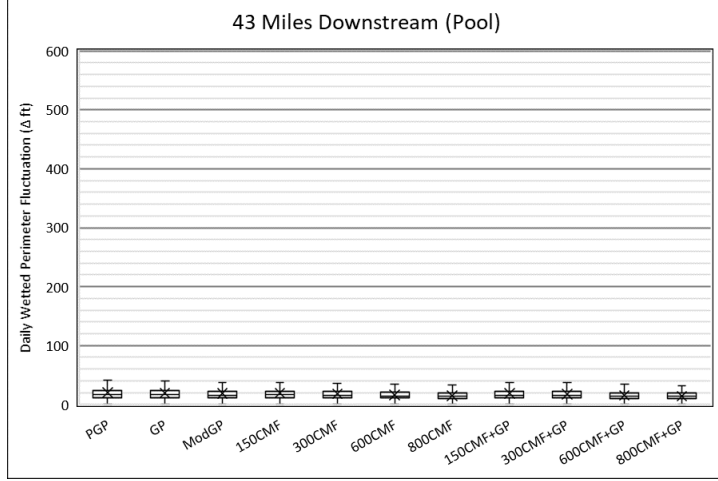 43 Miles Downstream (Pool)
Daily Wetted Perimeter Fluctuation (Δ ft)
600
500
400
300
200
100
0
PGP
GP
ModGP
150CMF
300CMF
600CMF
800CMF
150CMF+GP
300CMF+GP
600CMF+GP
800CMF+GP